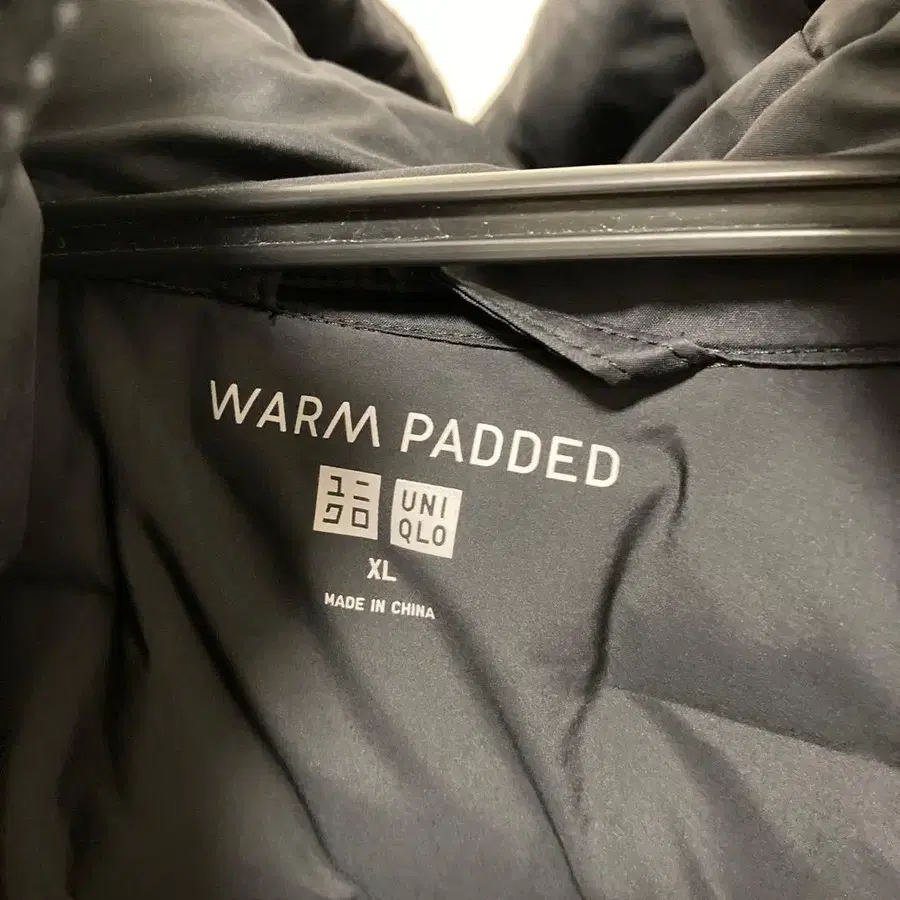 WARM PADDED
ユニ UNI
クロ QLO
XL
MADE IN CHINA